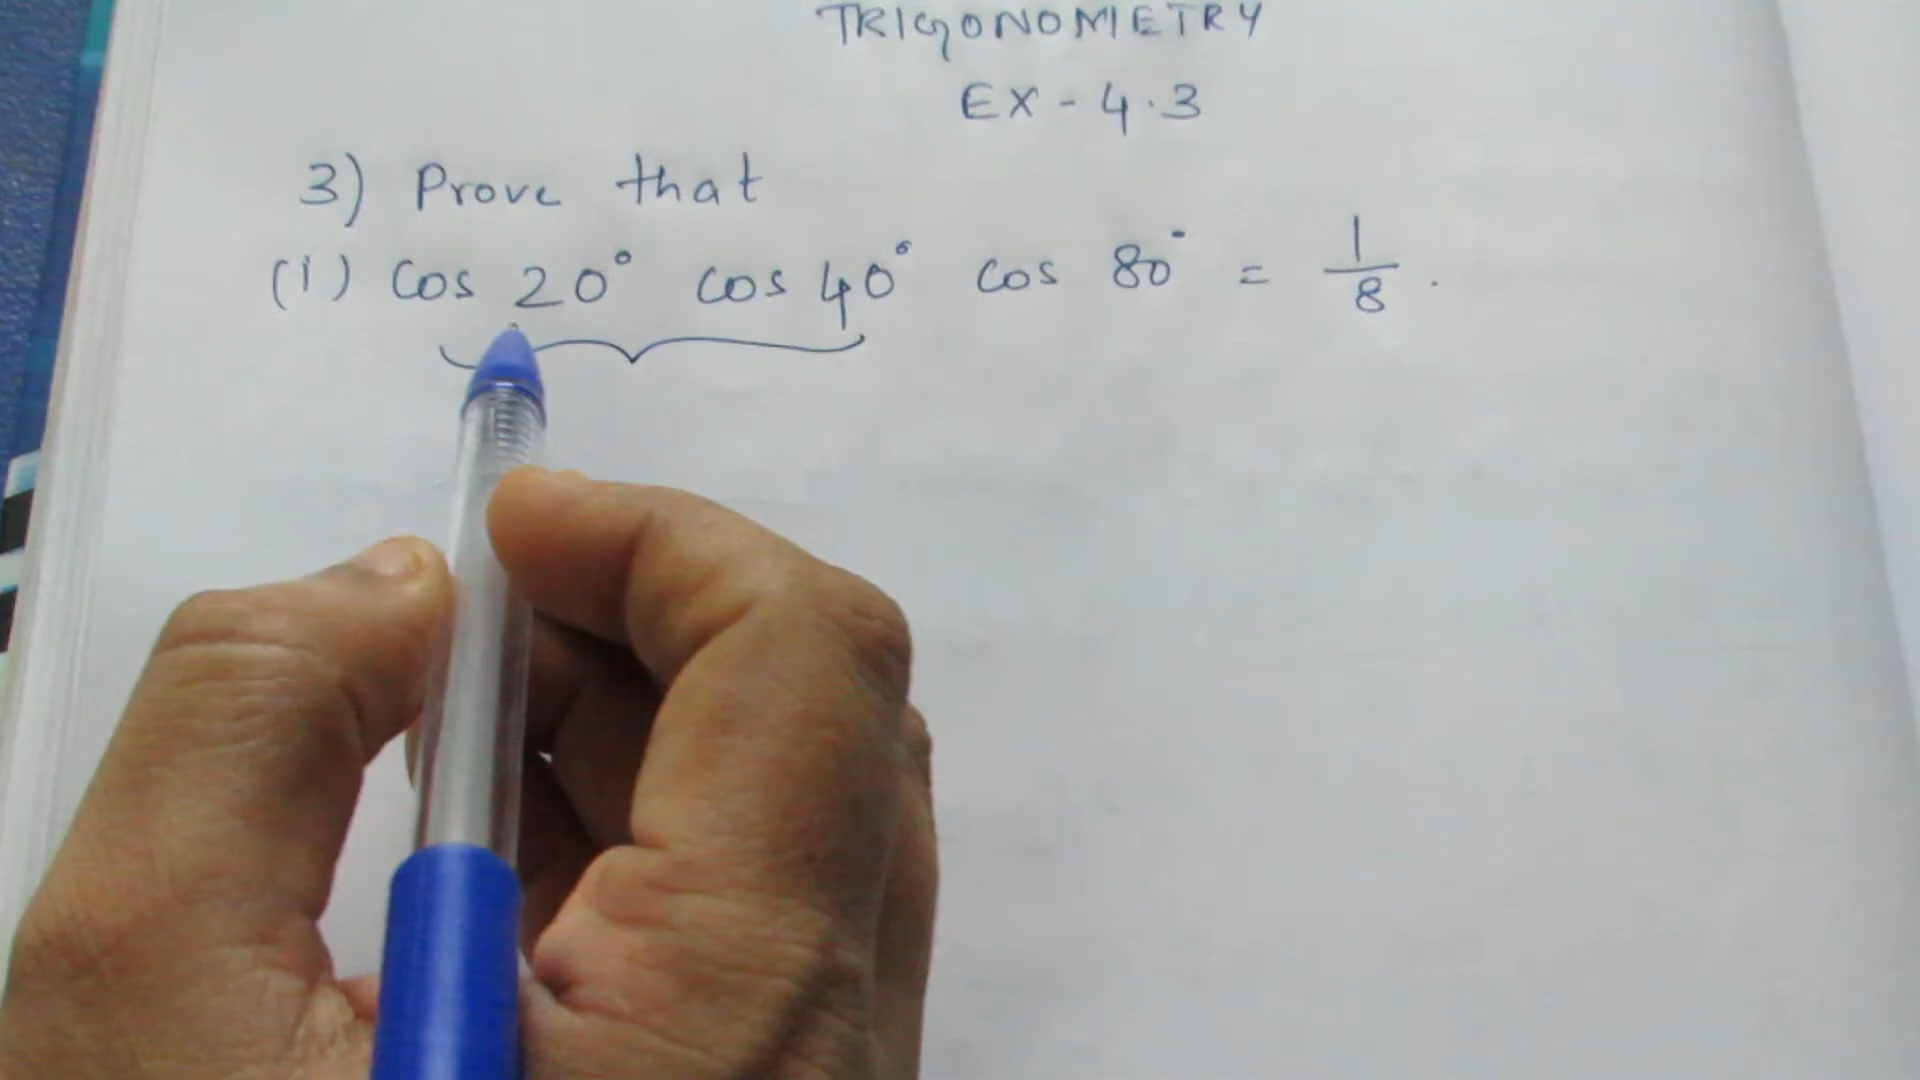 TRIGONOMETRY
EX - 4.3
3) Prove that
(i) cos 20° cos 40° cos 80° = 1/8.